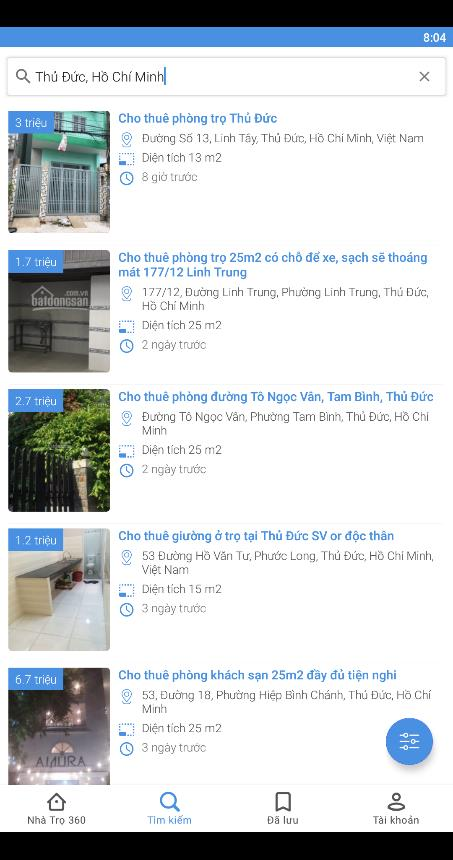 8:04
Thủ Đức, Hồ Chí Minh
3 triệu
Cho thuê phòng trọ Thủ Đức
Đường Số 13, Linh Tây, Thủ Đức, Hồ Chí Minh, Việt Nam
Diện tích 13 m2
8 giờ trước
1.7 triệu
batdongsan
.com.vn
Cho thuê phòng trọ 25m2 có chỗ để xe, sạch sẽ thoáng
mát 177/12 Linh Trung
177/12, Đường Linh Trung, Phường Linh Trung, Thủ Đức,
Hồ Chí Minh
Diện tích 25 m2
2 ngày trước
2.7 triệu
Cho thuê phòng đường Tô Ngọc Vân, Tam Bình, Thủ Đức
Đường Tô Ngọc Vân, Phường Tam Bình, Thủ Đức, Hồ Chí
Minh
Diện tích 25 m2
2 ngày trước
1.2 triệu
Cho thuê giường ở trọ tại Thủ Đức SV or độc thân
53 Đường Hồ Văn Tư, Phước Long, Thủ Đức, Hồ Chí Minh,
Việt Nam
Diện tích 15 m2
3 ngày trước
6.7 triệu
AMURA
Cho thuê phòng khách sạn 25m2 đầy đủ tiện nghi
53, Đường 18, Phường Hiệp Bình Chánh, Thủ Đức, Hồ Chí
Minh
Diện tích 25 m2
3 ngày trước
Nhà Trọ 360
Tìm kiếm
Đã lưu
Tài khoản